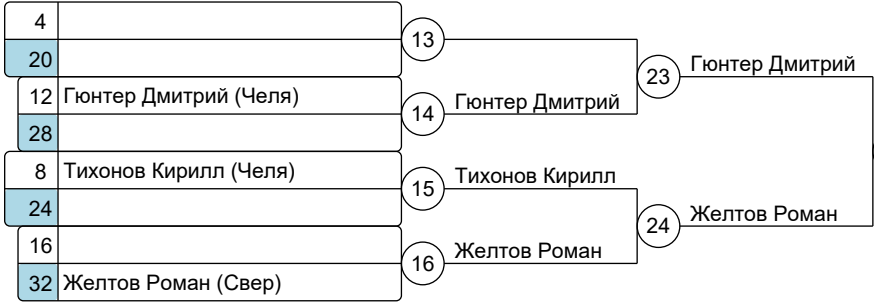 4
13
20
23 Гюнтер Дмитрий
12 Гюнтер Дмитрий (Челя)
14 Гюнтер Дмитрий
28
8 Тихонов Кирилл (Челя)
15 Тихонов Кирилл
24
24 Желтов Роман
16
16 Желтов Роман
32 Желтов Роман (Свер)